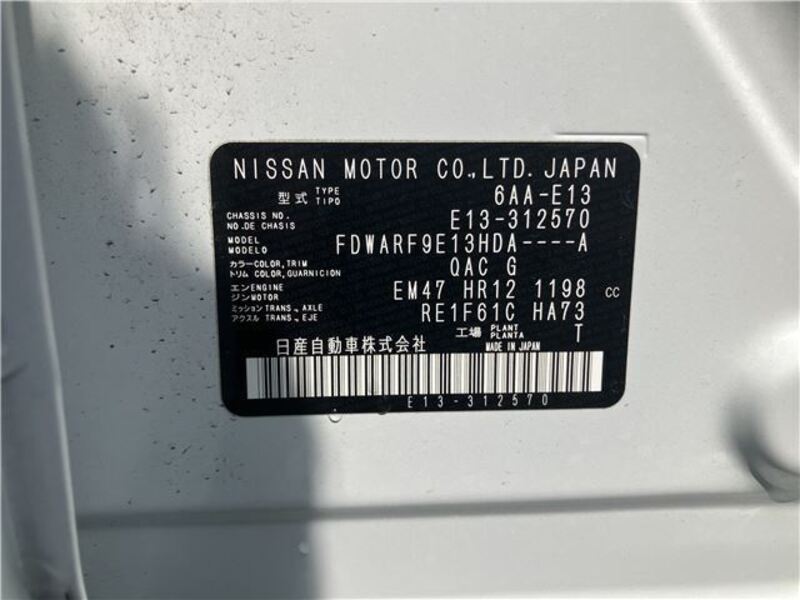 NISSAN MOTOR CO.,LTD. JAPAN
型式 TYPE TIPO 6AA-E13
CHASSIS NO. NO. DE CHASIS E13-312570
MODEL MODELO FDWARF9E13HDA----A
カラー COLOR, TRIM トリム COLOR, GUARNICION QAC G
エンジン ENGINE MOTOR EM47 HR12 1198 CC
ミッション TRANS., AXLE アクスル TRANS., EJE RE1F61C HA73
工場 PLANT PLANTA T
日産自動車株式会社 MADE IN JAPAN
E13-312570